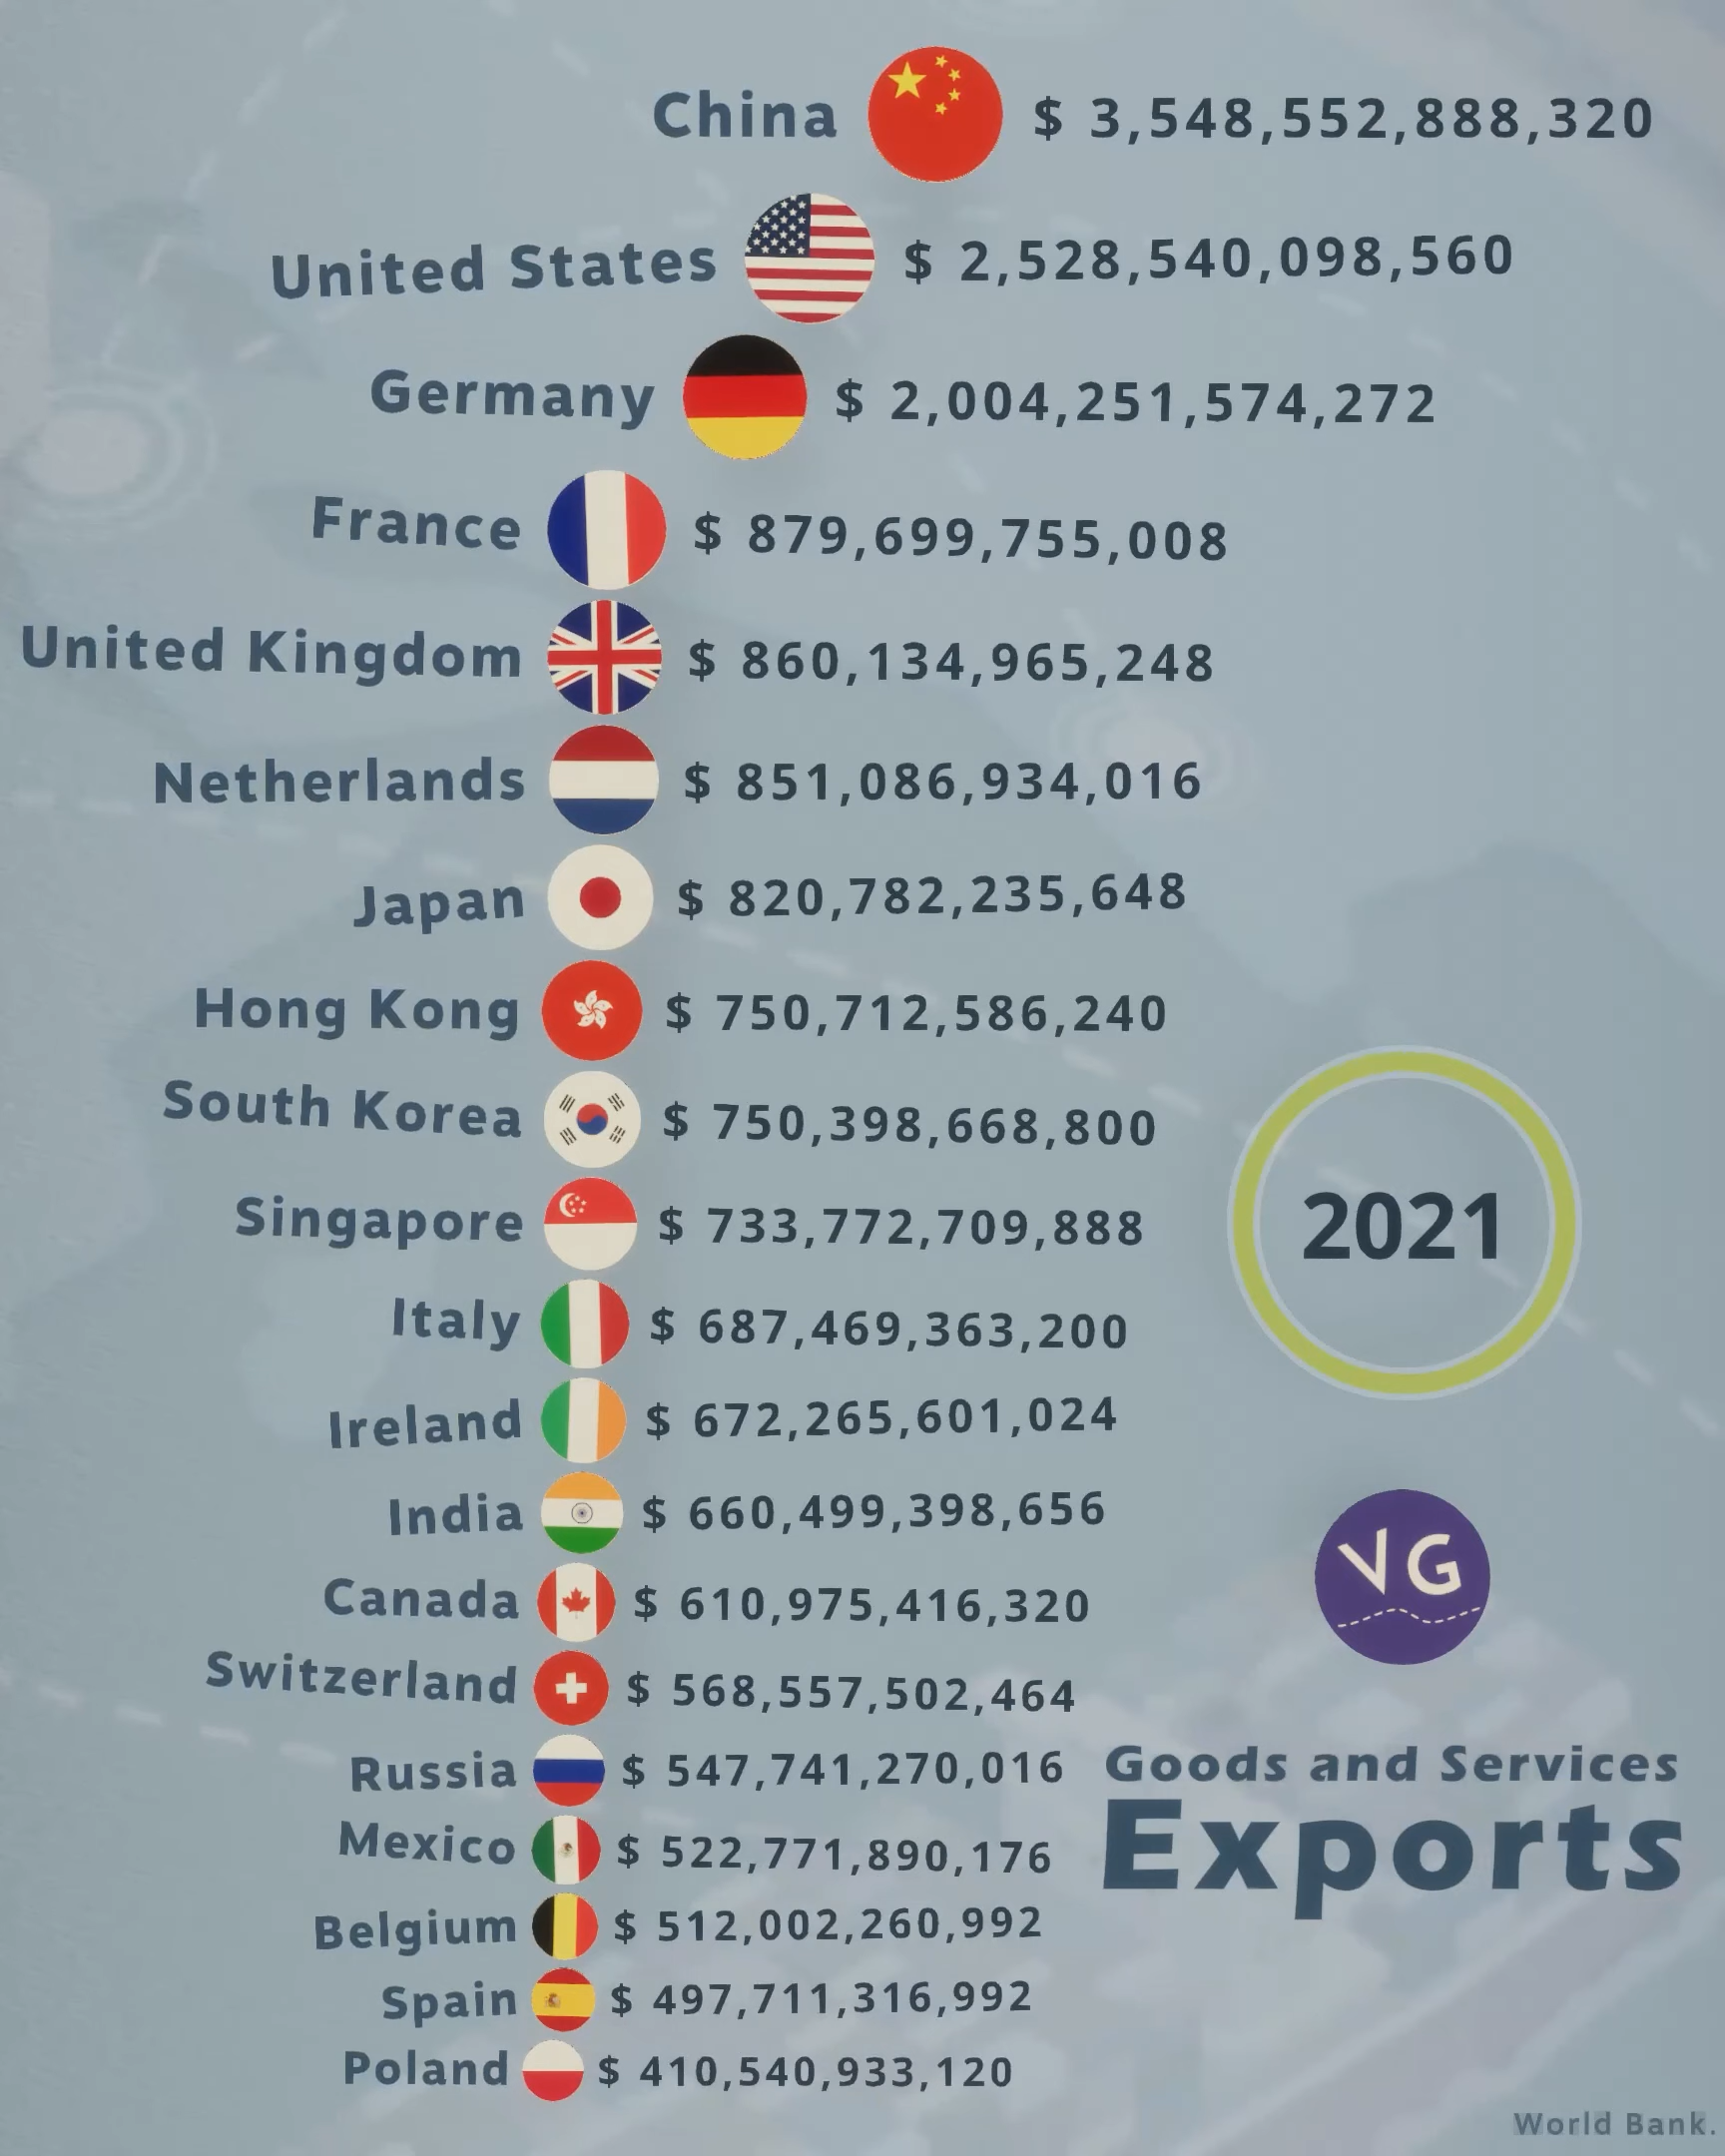 China $ 3,548,552,888,320
United States $ 2,528,540,098,560
Germany $ 2,004,251,574,272
France $ 879,699,755,008
United Kingdom $ 860,134,965,248
Netherlands $ 851,086,934,016
Japan $ 820,782,235,648
Hong Kong $ 750,712,586,240
South Korea $ 750,398,668,800
Singapore $ 733,772,709,888
2021
Italy $ 687,469,363,200
Ireland $ 672,265,601,024
India $ 660,499,398,656
VG
Canada $ 610,975,416,320
Switzerland $ 568,557,502,464
Russia $ 547,741,270,016
Goods and Services
Mexico $ 522,771,890,176
Exports
Belgium $ 512,002,260,992
Spain $ 497,711,316,992
Poland $ 410,540,933,120
World Bank.